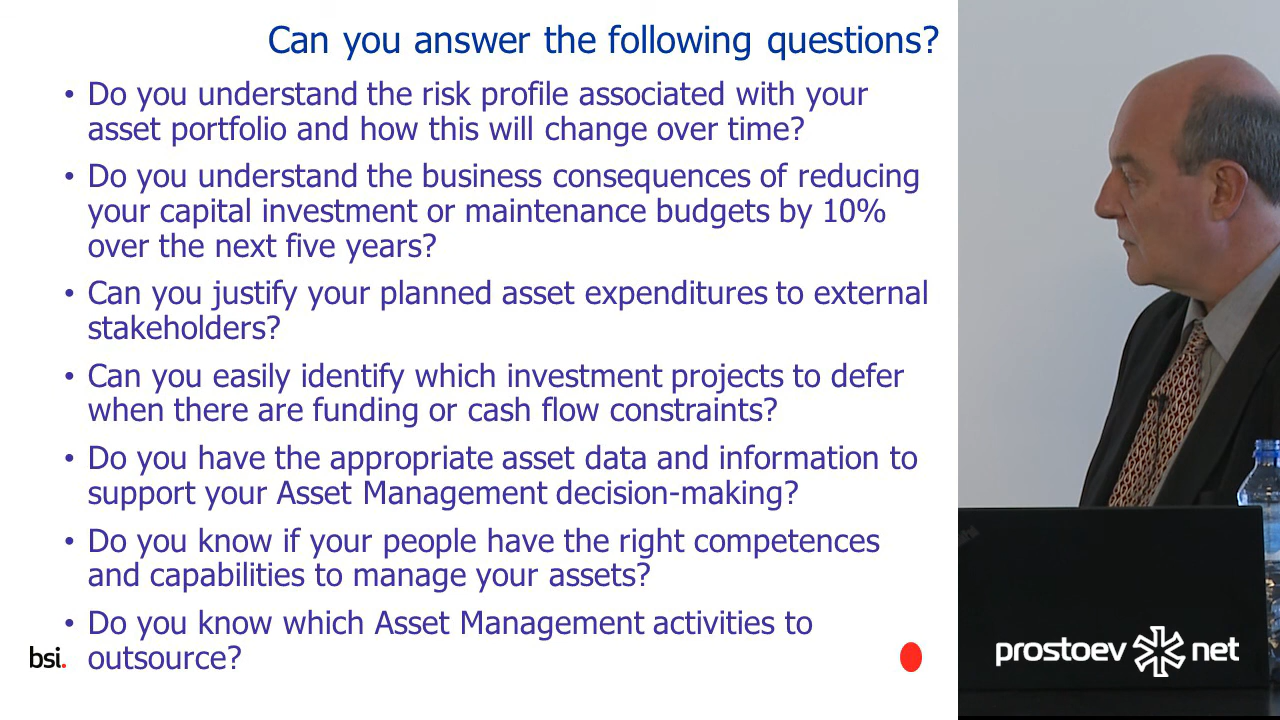 Can you answer the following questions?
• Do you understand the risk profile associated with your
asset portfolio and how this will change over time?
• Do you understand the business consequences of reducing
your capital investment or maintenance budgets by 10%
over the next five years?
• Can you justify your planned asset expenditures to external
stakeholders?
• Can you easily identify which investment projects to defer
when there are funding or cash flow constraints?
• Do you have the appropriate asset data and information to
support your Asset Management decision-making?
• Do you know if your people have the right competences
and capabilities to manage your assets?
• Do you know which Asset Management activities to
outsource?
bsi.
prostoev net